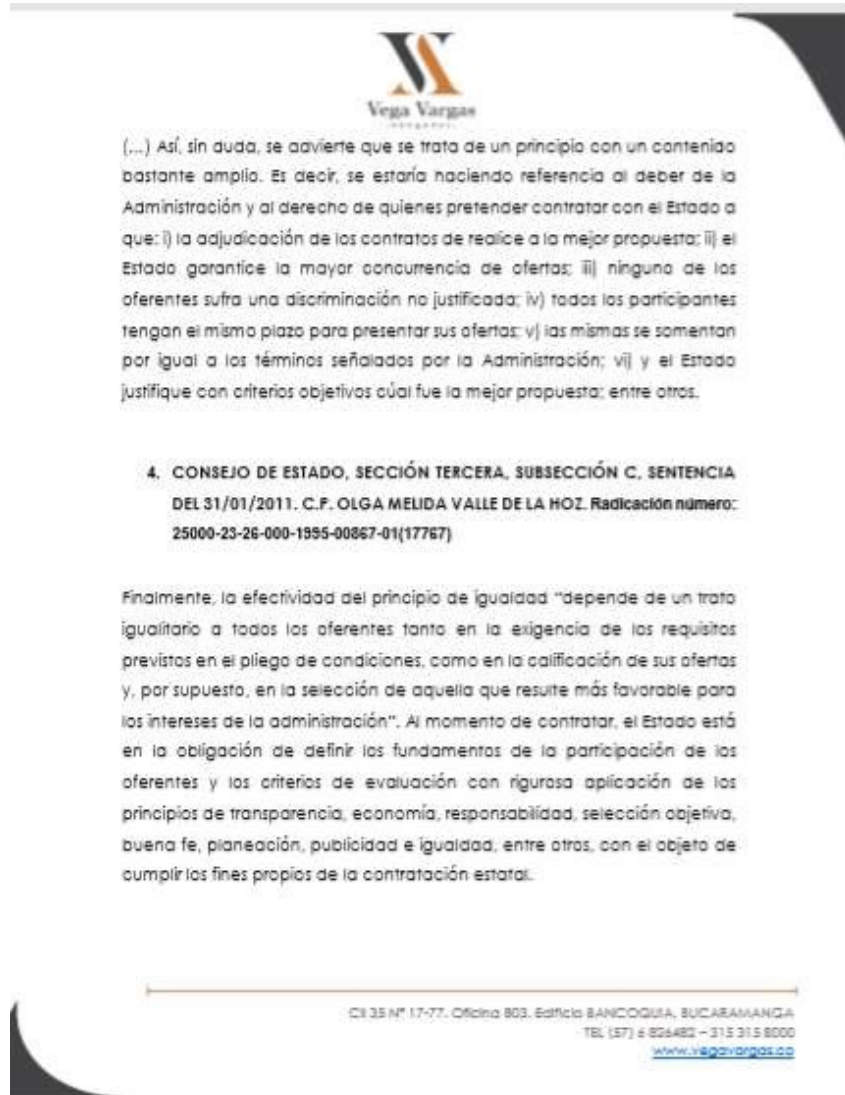 Vega Vargas
(...) Así, sin duda, se advierte que se trata de un principio con un contenido
bastante amplio. Es decir, se estaría haciendo referencia al deber de la
Administración y al derecho de quienes pretender contratar con el Estado a
que: i) la adjudicación de los contratos de realice a la mejor propuesta; ii) el
Estado garantice la mayor concurrencia de ofertas; iii) ninguno de los
oferentes sufra una discriminación no justificada; iv) todos los participantes
tengan el mismo plazo para presentar sus ofertas; v) las mismas se sometan
por igual a los términos señalados por la Administración; vi) y el Estado
justifique con criterios objetivos cúal fue la mejor propuesta; entre otros.
4. CONSEJO DE ESTADO, SECCIÓN TERCERA, SUBSECCIÓN C, SENTENCIA
DEL 31/01/2011. C.P. OLGA MELIDA VALLE DE LA HOZ. Radicación número:
25000-23-26-000-1995-00867-01(17767)
Finalmente, la efectividad del principio de igualdad "depende de un trato
igualitario a todos los oferentes tanto en la exigencia de los requisitos
previstos en el pliego de condiciones, como en la calificación de sus ofertas
y, por supuesto, en la selección de aquella que resulte más favorable para
los intereses de la administración". Al momento de contratar, el Estado está
en la obligación de definir los fundamentos de la participación de los
oferentes y los criterios de evaluación con rigurosa aplicación de los
principios de transparencia, economía, responsabilidad, selección objetiva,
buena fe, planeación, publicidad e igualdad, entre otros, con el objeto de
cumplir los fines propios de la contratación estatal.
Cll 35 Nº 17-77. Oficina 803. Edificio BANCOQUIA, BUCARAMANGA
TEL (57) 6 826482 – 315 315 8000
www.vegavargas.co